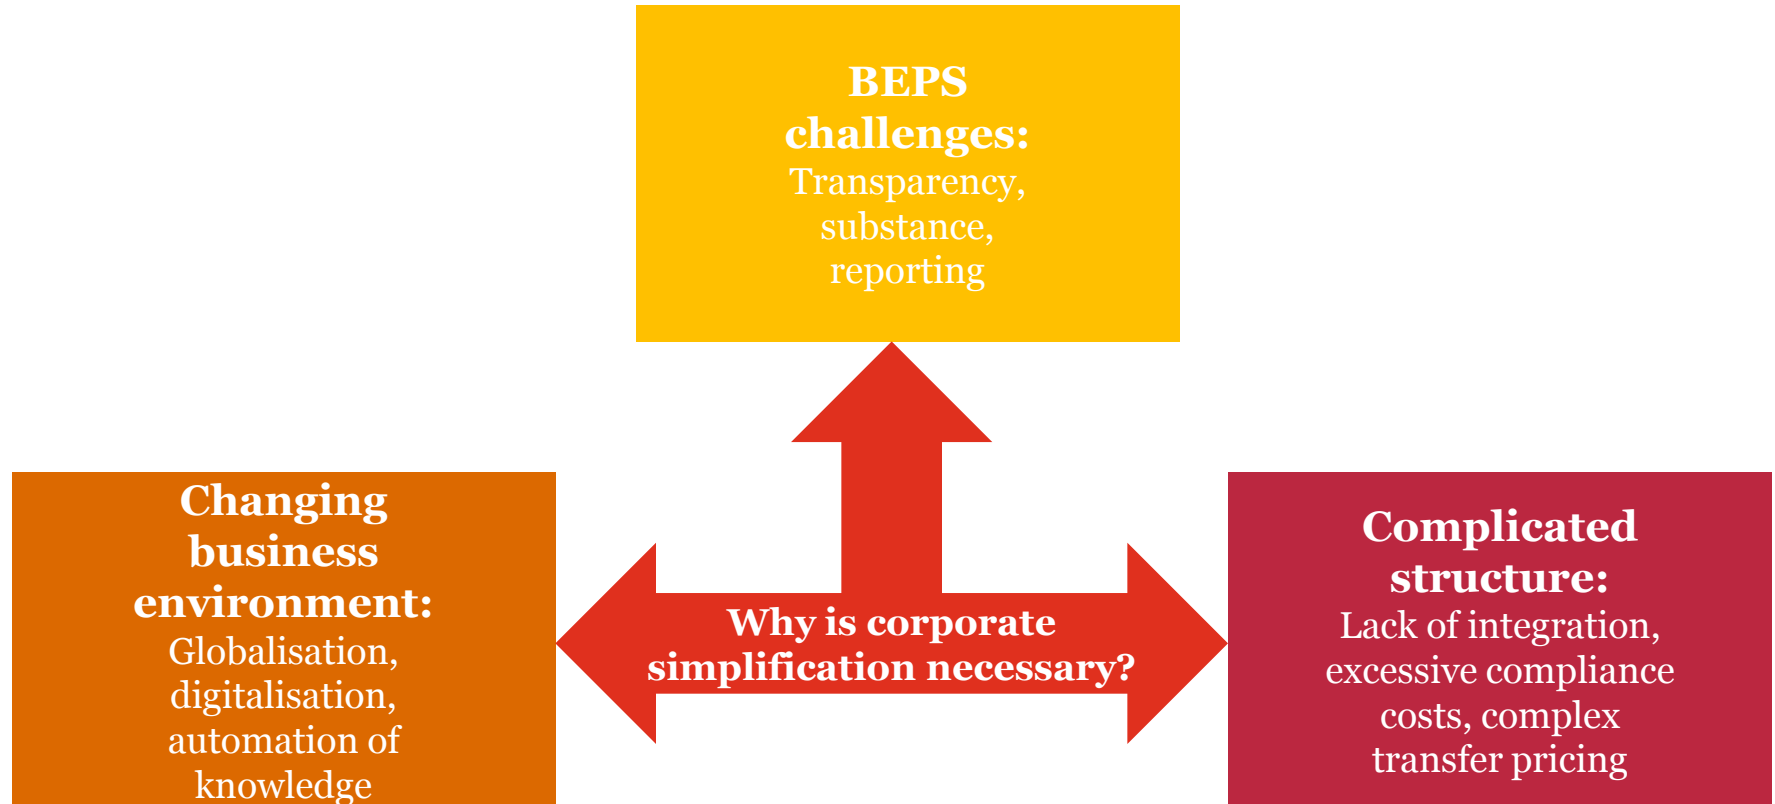 BEPS
challenges:
Transparency,
substance,
reporting
Changing
business
environment:
Globalisation,
digitalisation,
automation of
knowledge
Why is corporate
simplification necessary?
Complicated
structure:
Lack of integration,
excessive compliance
costs, complex
transfer pricing